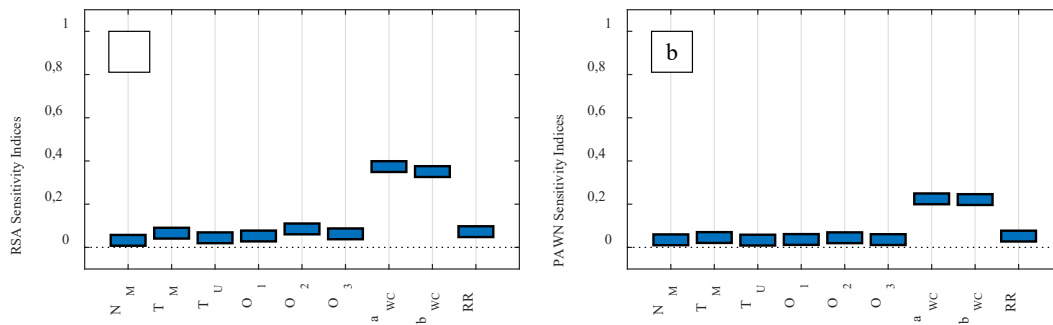 RSA Sensitivity Indices
1
0,8
0,6
0,4
0,2
0
N M
T M
T U
O 1
O 2
O 3
a WC
b WC
RR
b
PAWN Sensitivity Indices
1
0,8
0,6
0,4
0,2
0
N M
T M
T U
O 1
O 2
O 3
a WC
b WC
RR